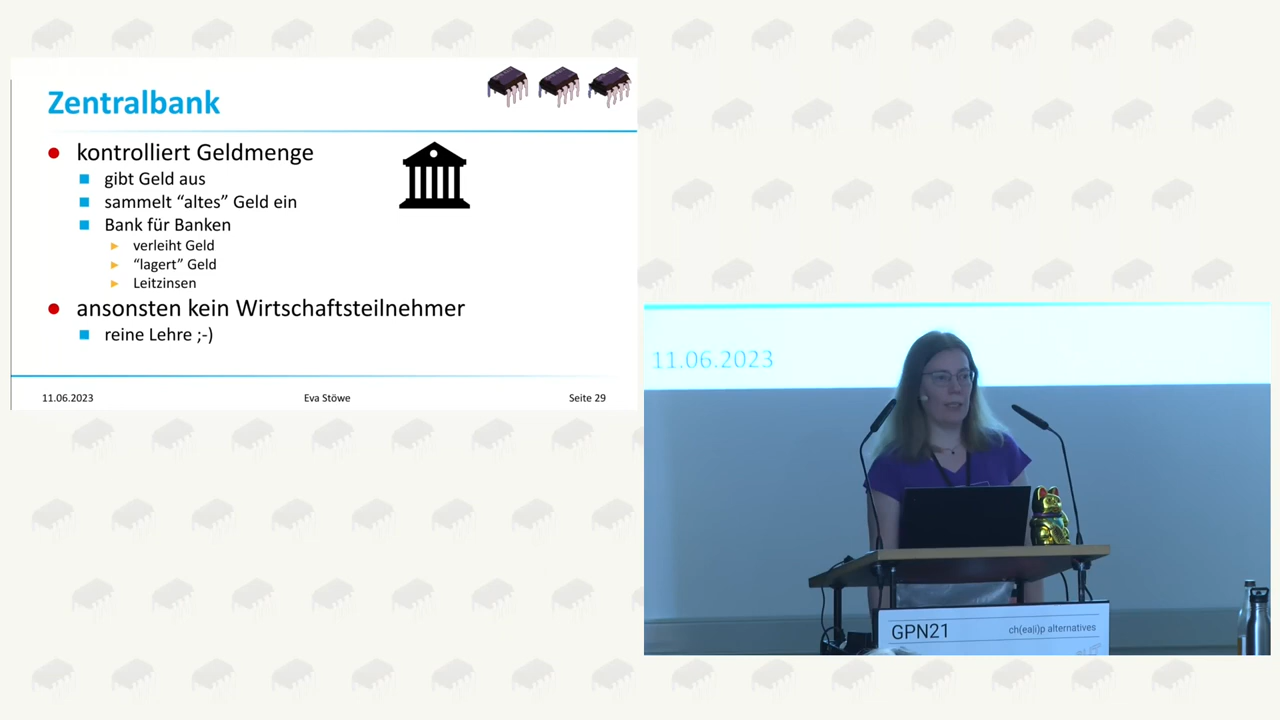 Zentralbank
kontrolliert Geldmenge
gibt Geld aus
sammelt “altes” Geld ein
Bank für Banken
verleiht Geld
“lagert” Geld
Leitzinsen
ansonsten kein Wirtschaftsteilnehmer
reine Lehre ;-)
11.06.2023
Eva Stöwe
Seite 29
11.06.2023
GPN21
ch(ea|i)p alternatives